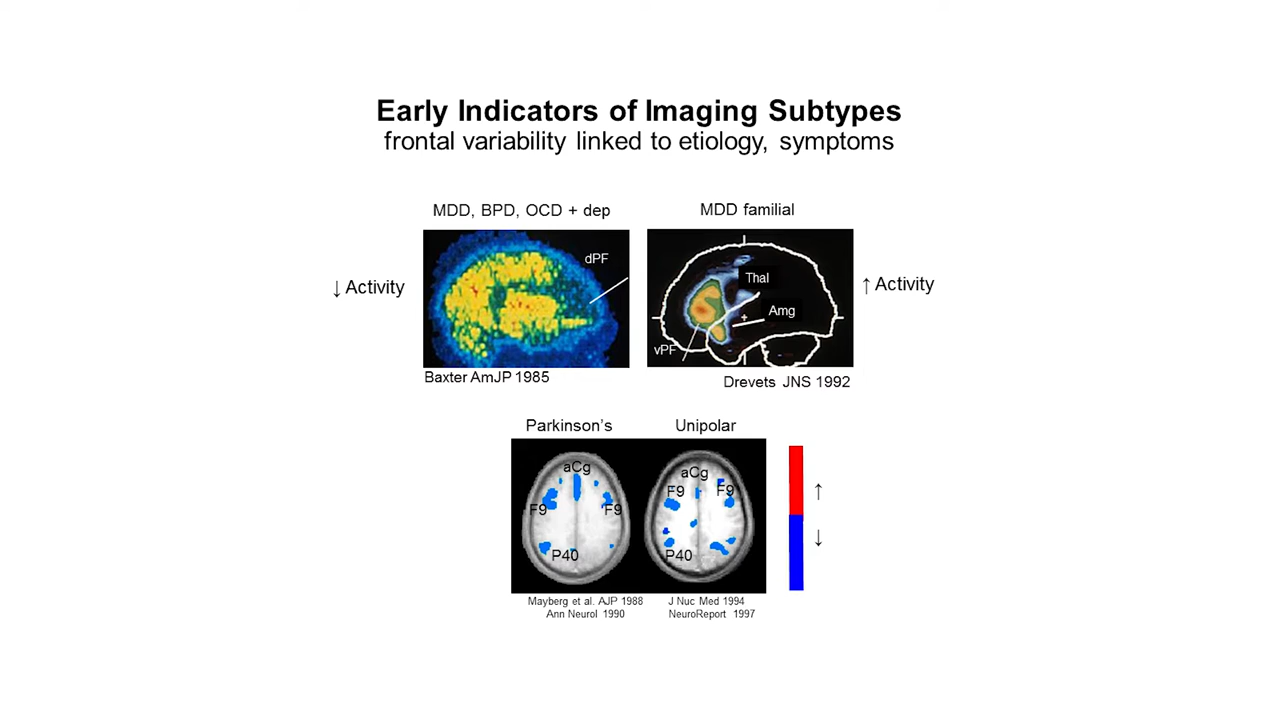 Early Indicators of Imaging Subtypes
frontal variability linked to etiology, symptoms
MDD, BPD, OCD + dep
MDD familial
↓ Activity
dPF
Thal
Amg
vPF
↑ Activity
Baxter AmJP 1985
Drevets JNS 1992
Parkinson's
Unipolar
aCg
F9
F9
P40
aCg
F9
F9
P40
↑
↓
Mayberg et al. AJP 1988
Ann Neurol 1990
J Nuc Med 1994
NeuroReport 1997